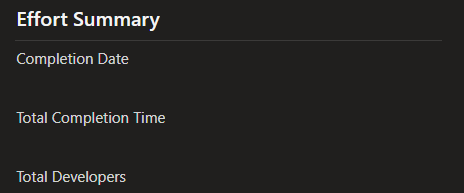 Effort Summary
Completion Date
Total Completion Time
Total Developers